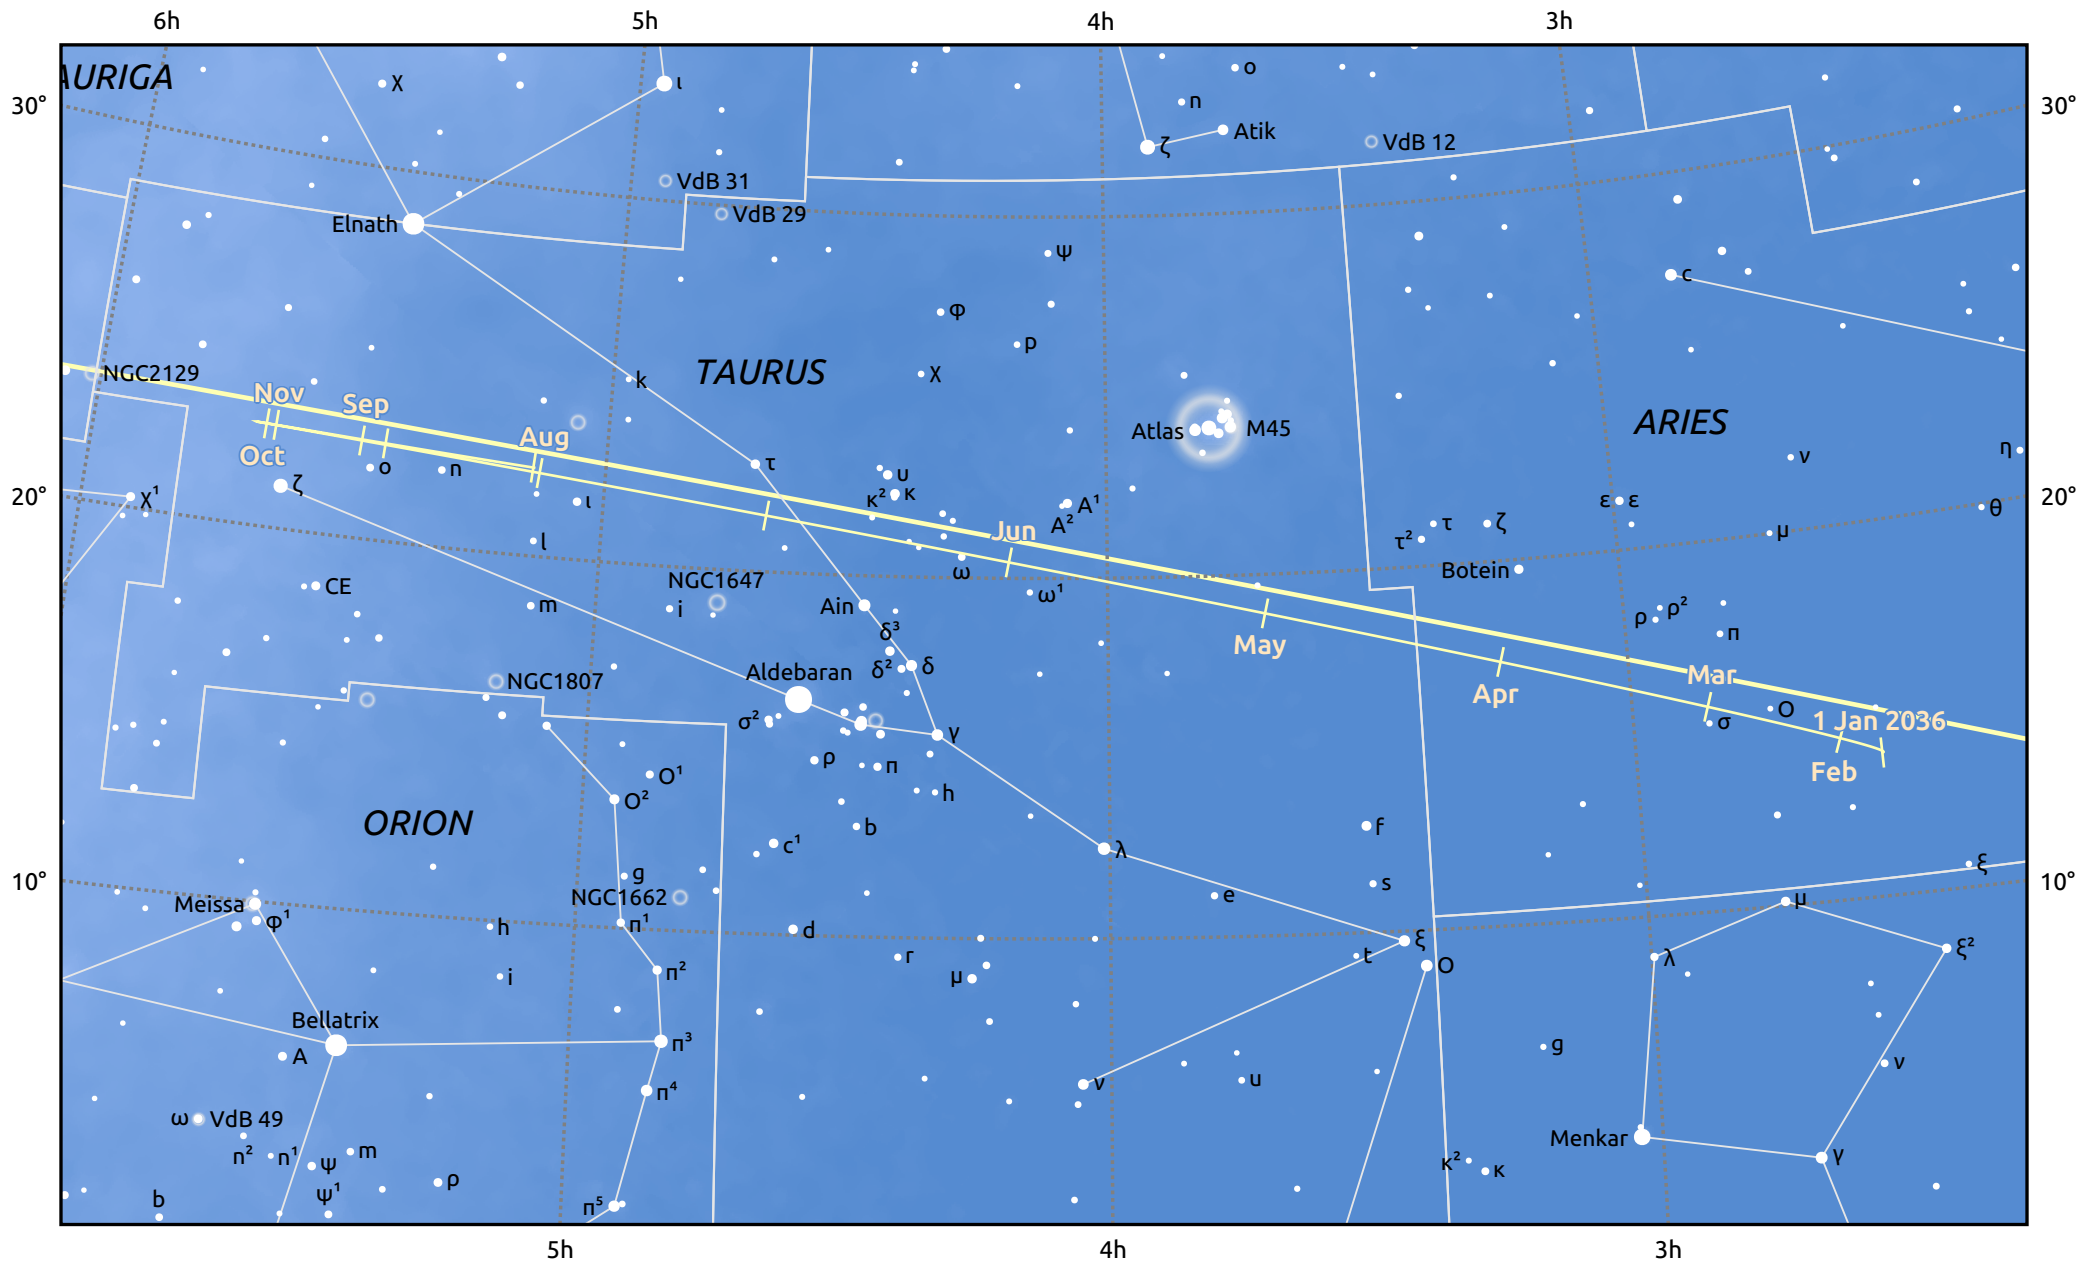 6h 5h 4h 3h
AURIGA
χ
ι
ο
30°
30°
η
Atik
ζ
VdB 12
VdB 31
VdB 29
Elnath
ψ
c
φ
ρ
NGC2129
TAURUS
χ
k
Nov
Sep
ARIES
Aug
Atlas
M45
Oct
ο
η
τ
υ
ν
η
ζ
κ²
κ
20°
χ¹
ι
A¹
A²
ε
ε
20°
θ
l
Jun
τ
τ²
ζ
μ
Botein
ω
CE
NGC1647
m
i
Ain
ω¹
ρ
ρ²
δ³
π
May
Aldebaran
δ²
δ
NGC1807
Mar
Apr
σ²
γ
O
σ
1 Jan 2036
ρ
π
Feb
O¹
O²
h
ORION
b
f
c¹
λ
ξ
10°
g
s
10°
NGC1662
e
μ
Meissa
φ¹
h
π¹
d
ξ
ξ²
r
t
λ
O
i
π²
μ
Bellatrix
A
π³
g
ν
π⁴
ν
u
ω
VdB 49
Menkar
n²
n¹
ψ
m
κ²
κ
γ
ρ
b
ψ¹
π⁵
5h 4h 3h